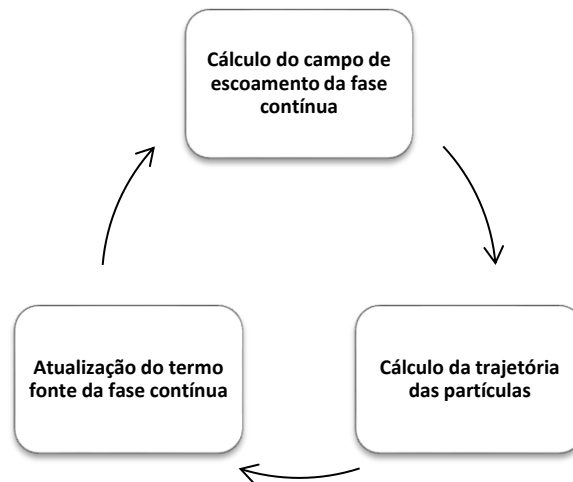 Cálculo do campo de
escoamento da fase
contínua
Atualização do termo
fonte da fase contínua
Cálculo da trajetória
das partículas